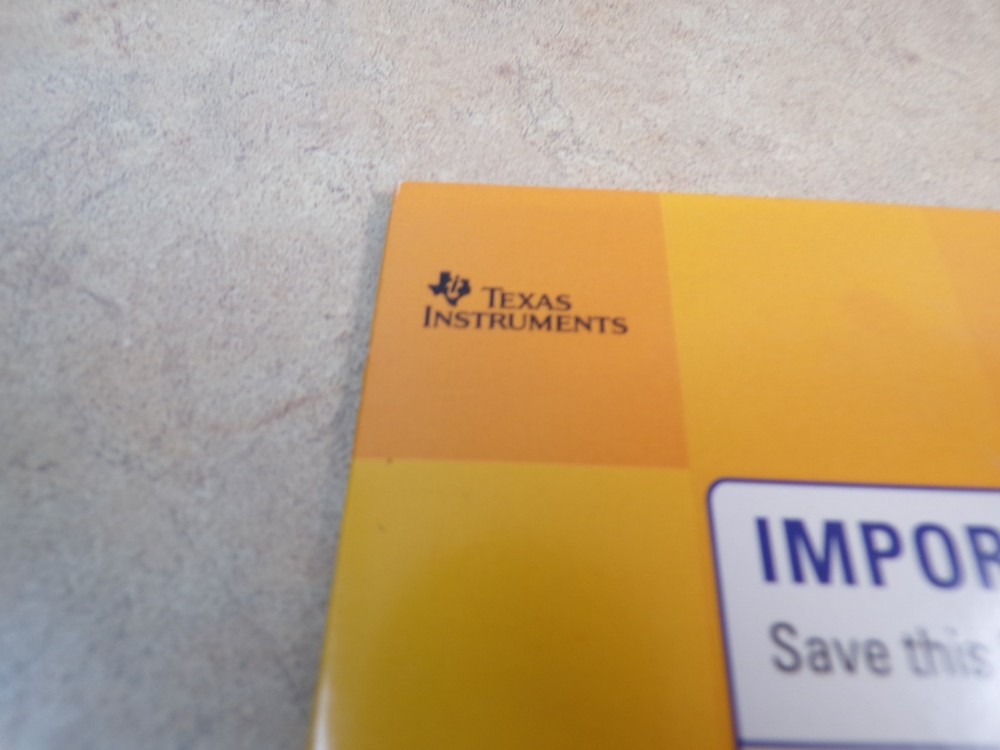 TEXAS
INSTRUMENTS
IMPOR
Save this